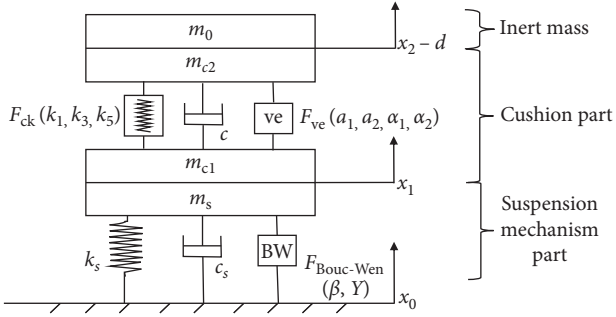 m0
Inert mass
x2 – d
mc2
Fck (k1, k3, k5)
c
ve
Fve (a1, a2, α1, α2)
Cushion part
mc1
x1
ms
Suspension
mechanism
part
ks
cs
BW
FBouc-Wen
(β, Υ)
x0